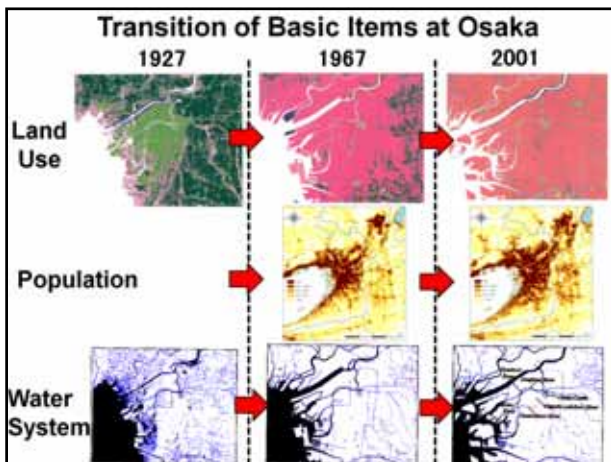 Transition of Basic Items at Osaka
1927 1967 2001
Land
Use
Population
Water
System